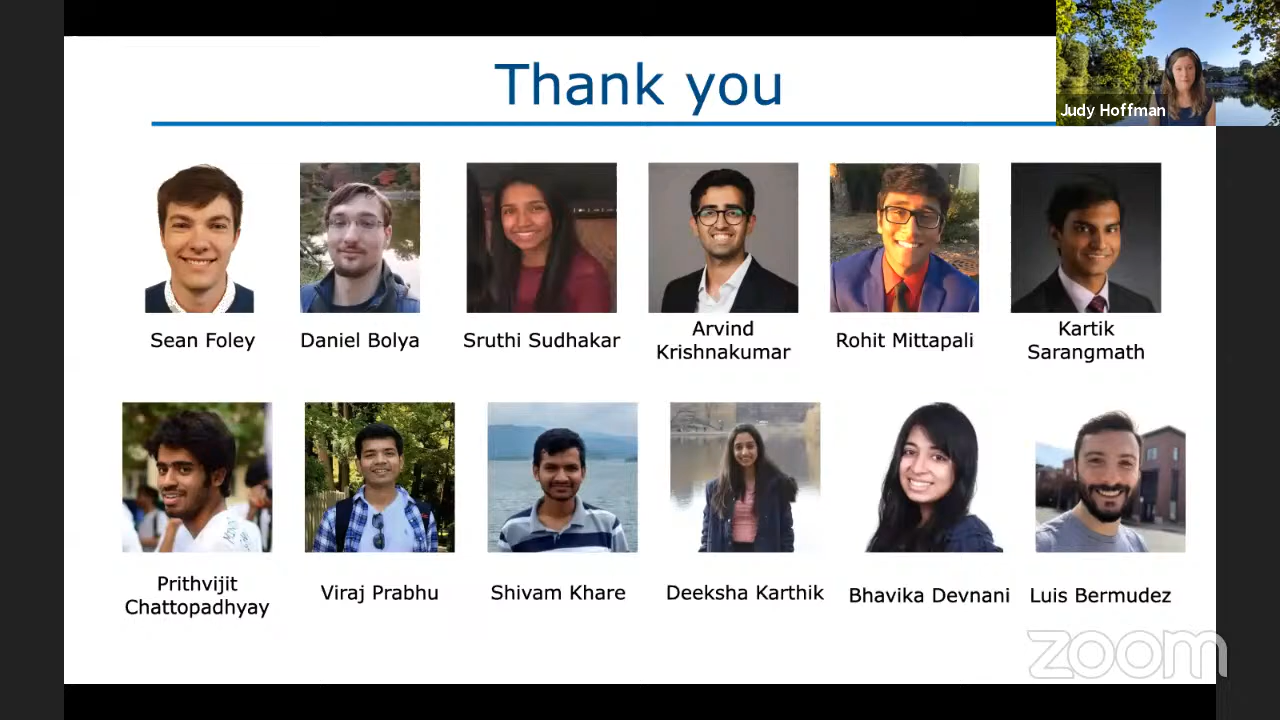 Thank you
Judy Hoffman
Sean Foley
Daniel Bolya
Sruthi Sudhakar
Arvind
Krishnakumar
Rohit Mittapali
Kartik
Sarangmath
Prithvijit
Chattopadhyay
Viraj Prabhu
Shivam Khare
Deeksha Karthik
Bhavika Devnani
Luis Bermudez
zoom